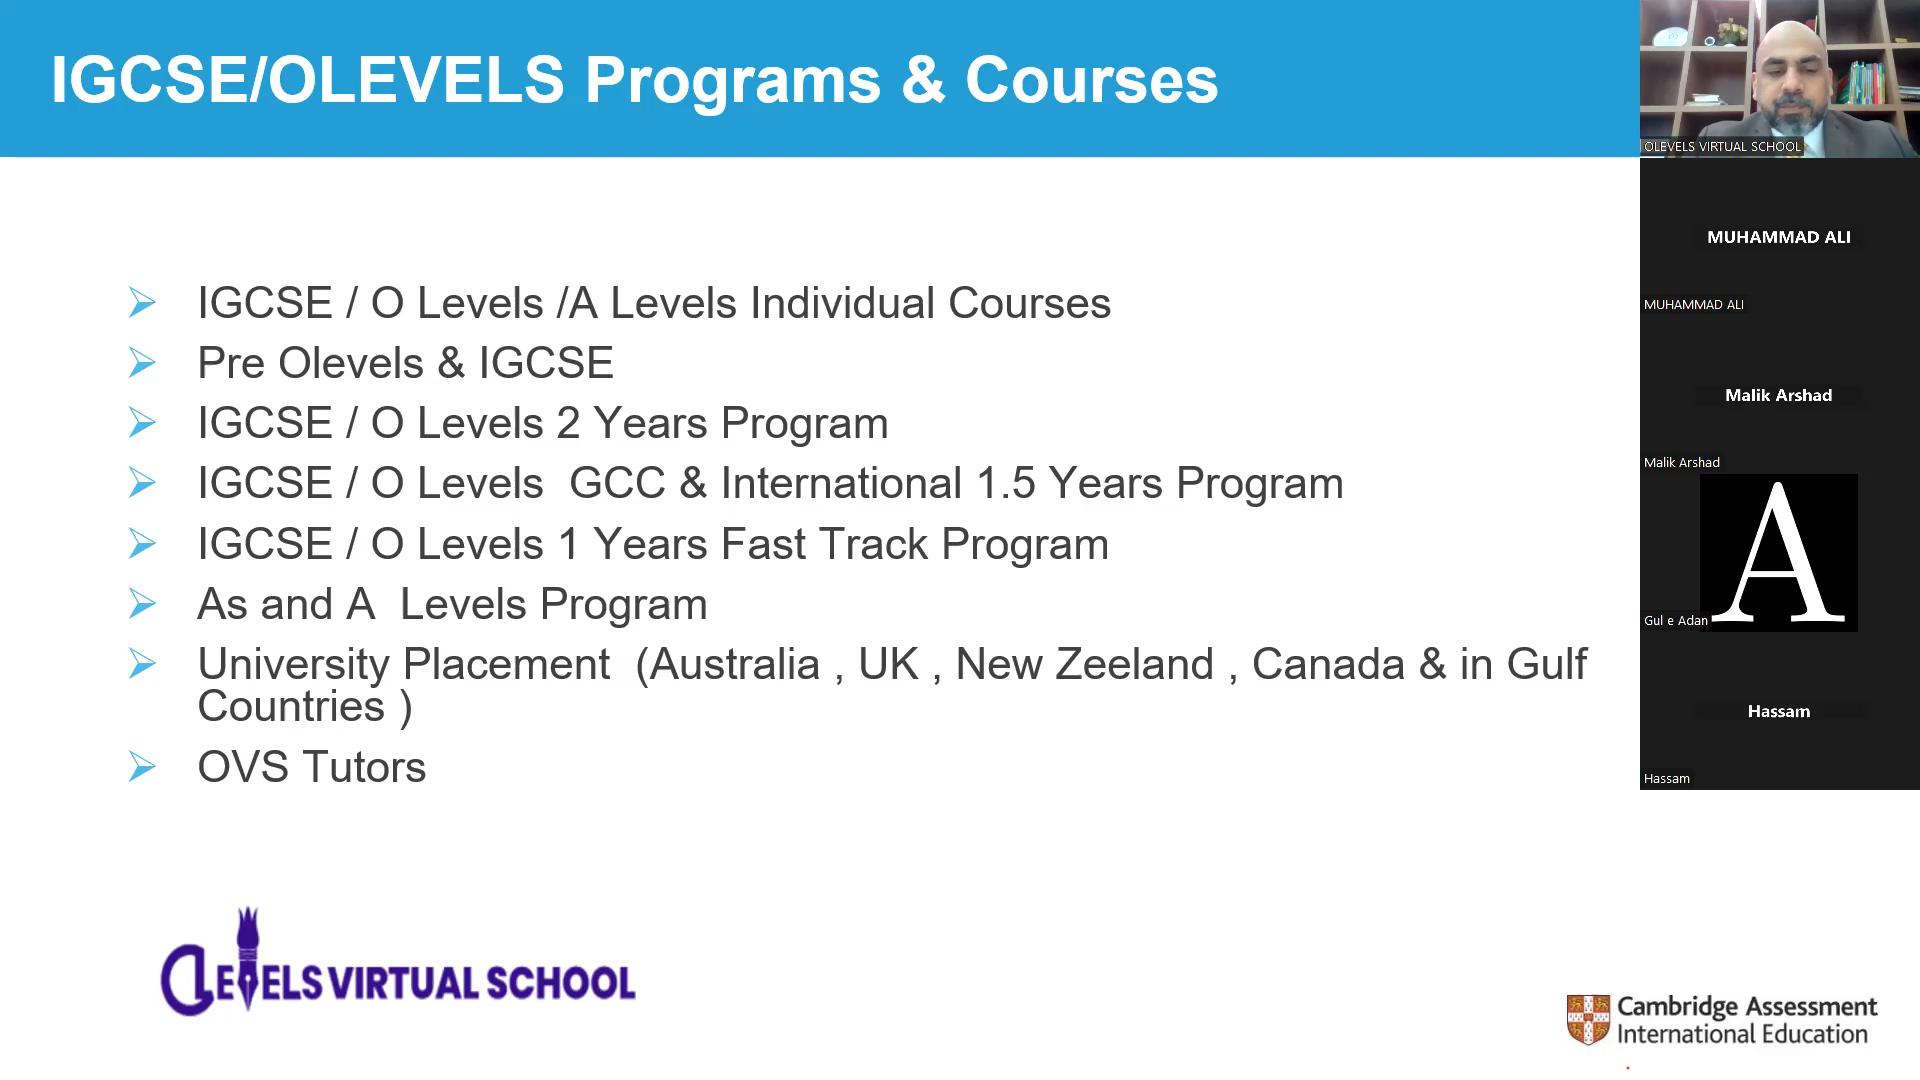 IGCSE/OLEVELS Programs & Courses
IGCSE / O Levels /A Levels Individual Courses
Pre Olevels & IGCSE
IGCSE / O Levels 2 Years Program
IGCSE / O Levels  GCC & International 1.5 Years Program
IGCSE / O Levels 1 Years Fast Track Program
As and A  Levels Program
University Placement  (Australia , UK , New Zeeland , Canada & in Gulf
Countries )
OVS Tutors
OLEVELS VIRTUAL SCHOOL
Cambridge Assessment
International Education
OLEVELS VIRTUAL SCHOOL
MUHAMMAD ALI
MUHAMMAD ALI
Malik Arshad
Malik Arshad
A
Gul e Adan
Hassam
Hassam